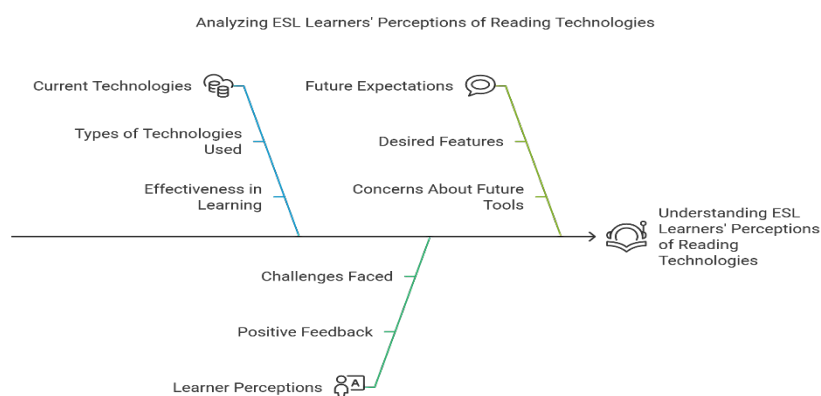 Analyzing ESL Learners' Perceptions of Reading Technologies
Current Technologies
Types of Technologies
Used
Effectiveness in
Learning
Future Expectations
Desired Features
Concerns About Future
Tools
Understanding ESL
Learners' Perceptions
of Reading
Technologies
Challenges Faced
Positive Feedback
Learner Perceptions
A